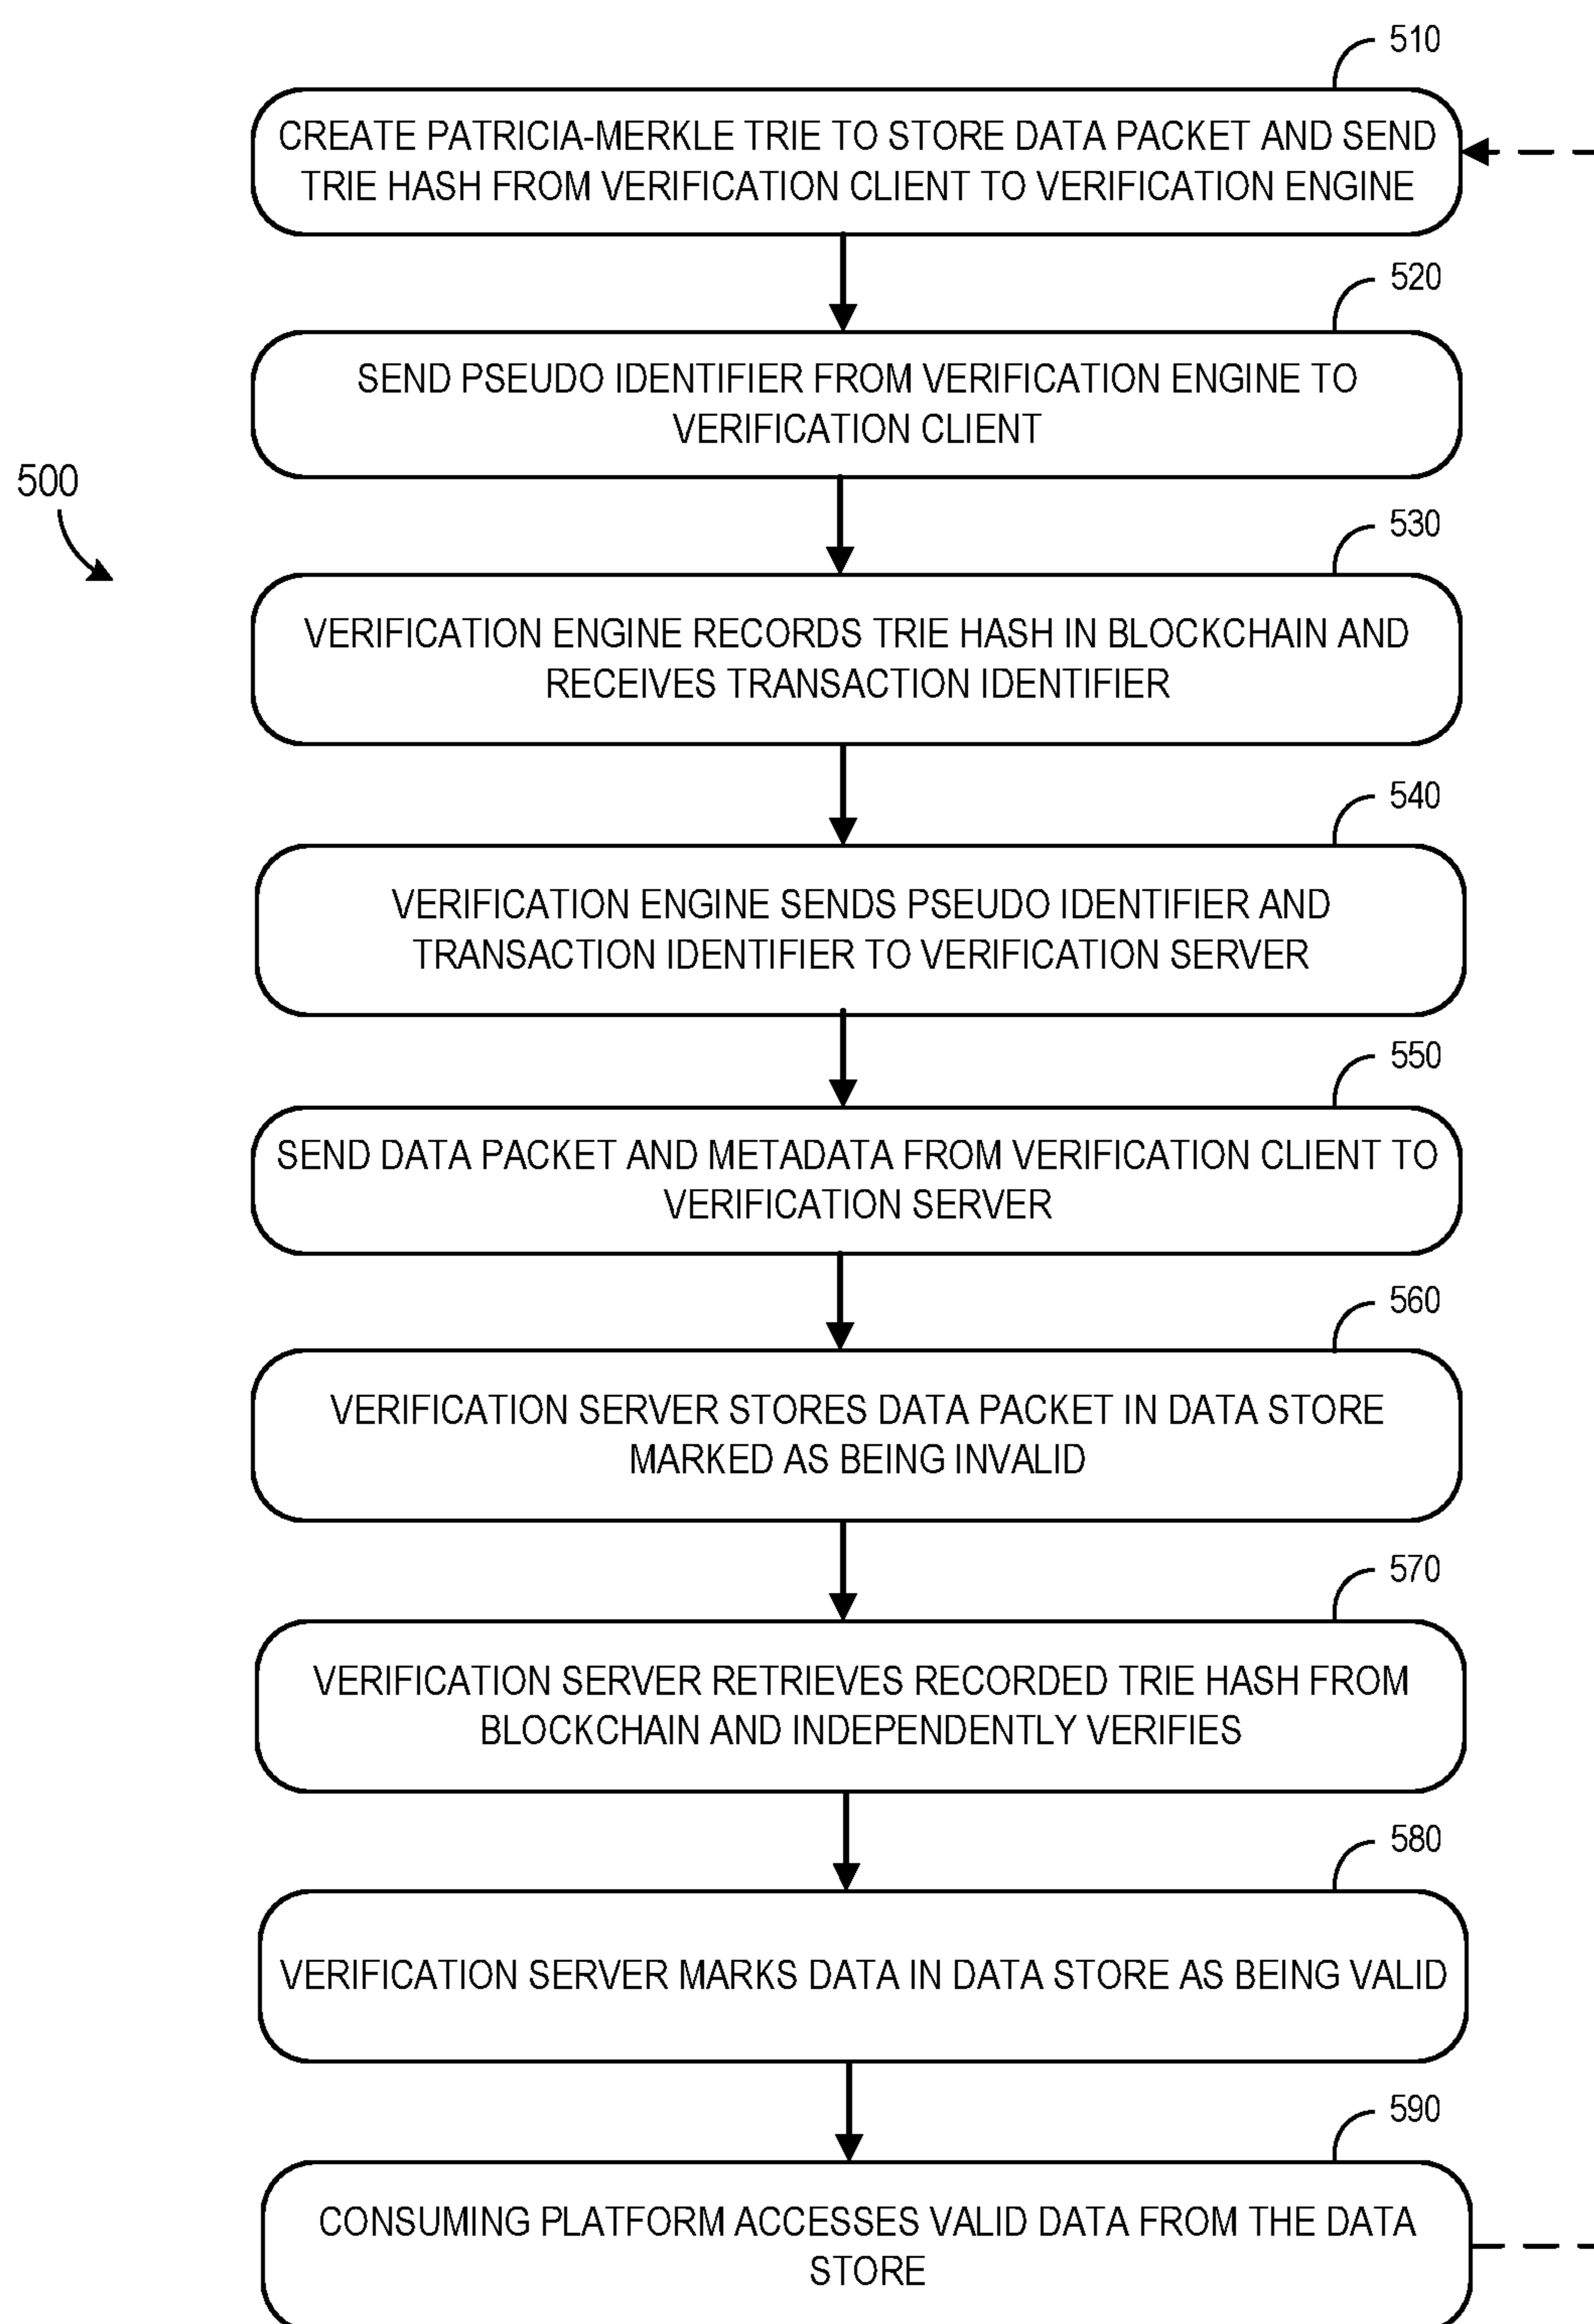 510
CREATE PATRICIA-MERKLE TRIE TO STORE DATA PACKET AND SEND
TRIE HASH FROM VERIFICATION CLIENT TO VERIFICATION ENGINE
520
SEND PSEUDO IDENTIFIER FROM VERIFICATION ENGINE TO
VERIFICATION CLIENT
500
530
VERIFICATION ENGINE RECORDS TRIE HASH IN BLOCKCHAIN AND
RECEIVES TRANSACTION IDENTIFIER
540
VERIFICATION ENGINE SENDS PSEUDO IDENTIFIER AND
TRANSACTION IDENTIFIER TO VERIFICATION SERVER
550
SEND DATA PACKET AND METADATA FROM VERIFICATION CLIENT TO
VERIFICATION SERVER
560
VERIFICATION SERVER STORES DATA PACKET IN DATA STORE
MARKED AS BEING INVALID
570
VERIFICATION SERVER RETRIEVES RECORDED TRIE HASH FROM
BLOCKCHAIN AND INDEPENDENTLY VERIFIES
580
VERIFICATION SERVER MARKS DATA IN DATA STORE AS BEING VALID
590
CONSUMING PLATFORM ACCESSES VALID DATA FROM THE DATA
STORE